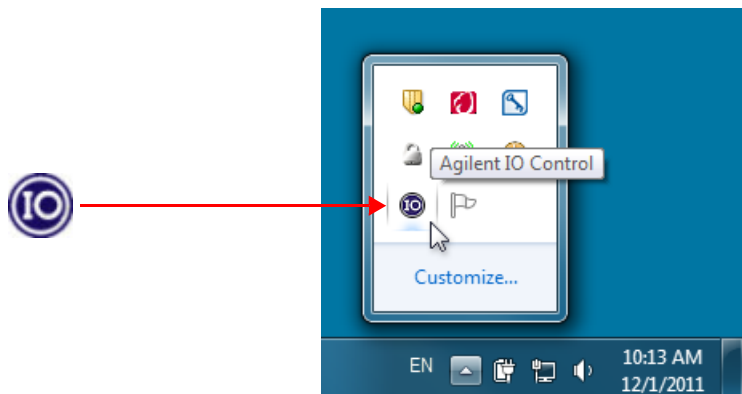 IO
Agilent IO Control
IO
Customize...
EN
10:13 AM
12/1/2011